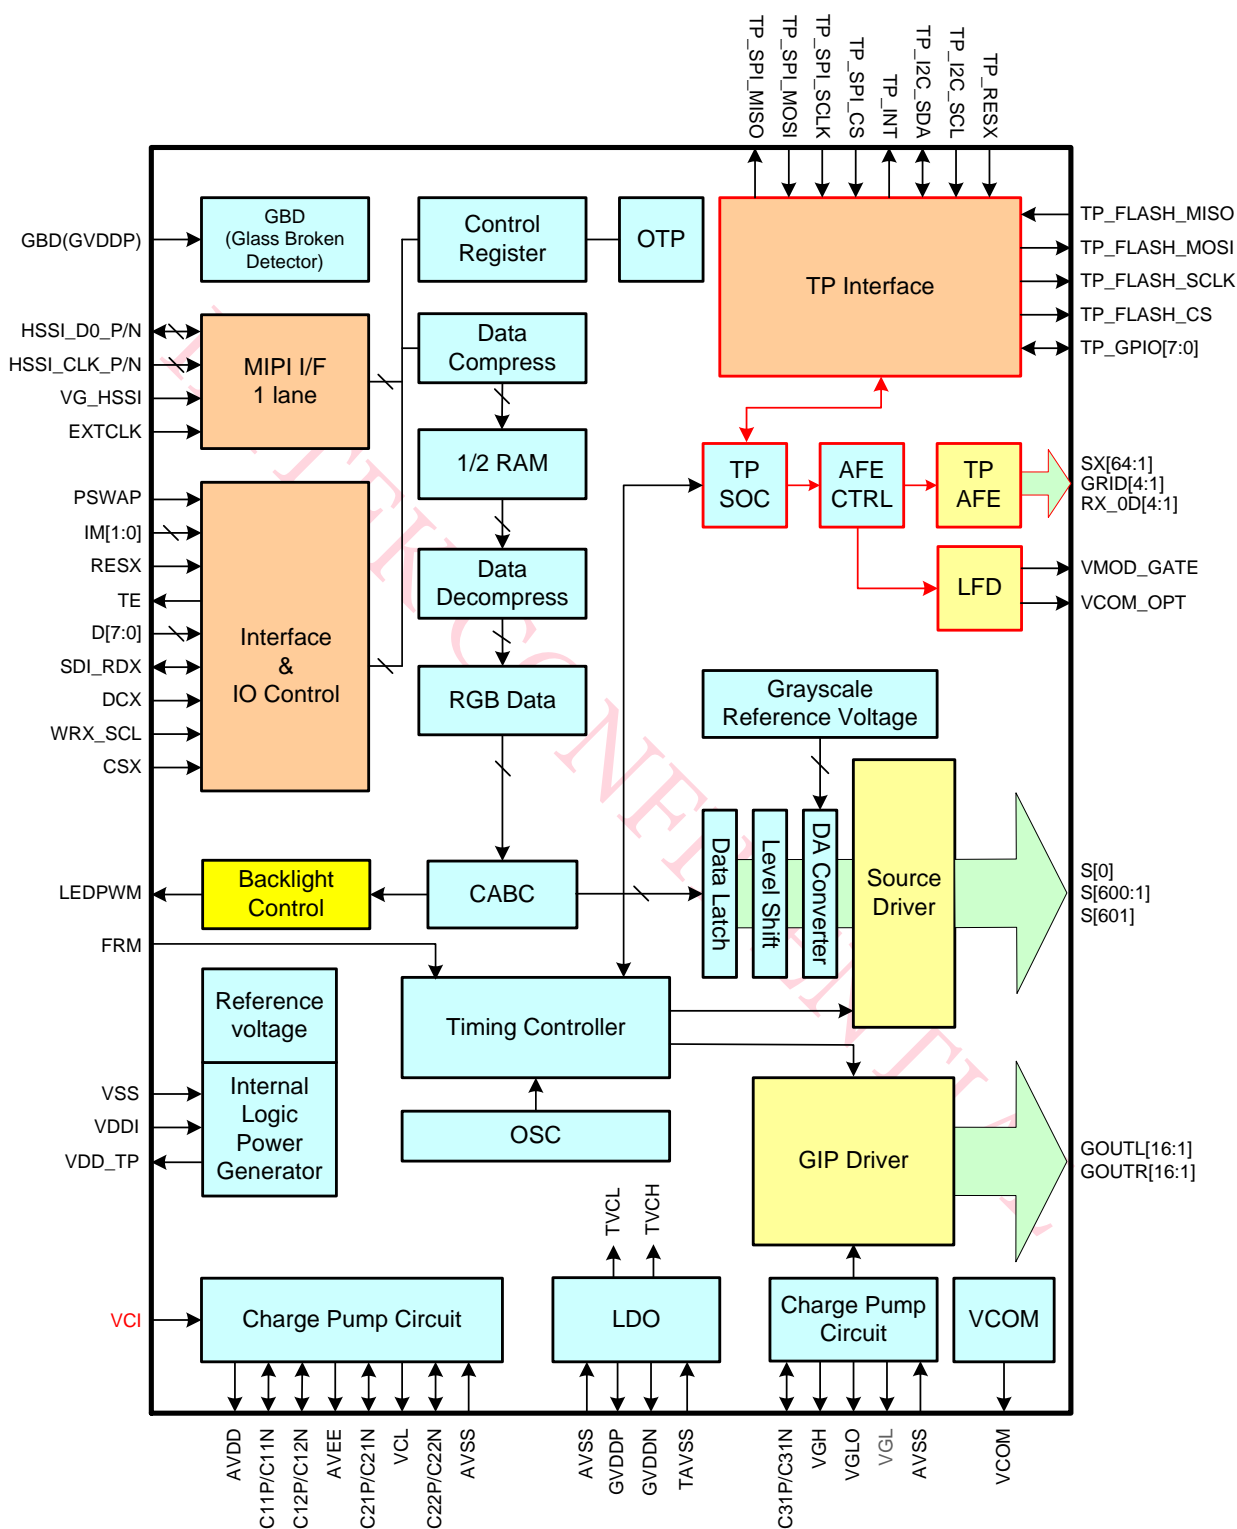 TP_SPI_MISO
TP_SPI_MOSI
TP_SPI_SCLK
TP_SPI_CS
TP_INT
TP_I2C_SDA
TP_I2C_SCL
TP_RESX
GBD(GVDDP)
GBD
(Glass Broken
Detector)
Control
Register
OTP
TP Interface
TP_FLASH_MISO
TP_FLASH_MOSI
TP_FLASH_SCLK
TP_FLASH_CS
TP_GPIO[7:0]
HSSI_D0_P/N
HSSI_CLK_P/N
VG_HSSI
EXTCLK
MIPI I/F
1 lane
Data
Compress
1/2 RAM
TP
SOC
AFE
CTRL
TP
AFE
SX[64:1]
GRID[4:1]
RX_0D[4:1]
PSWAP
IM[1:0]
RESX
TE
D[7:0]
SDI_RDX
DCX
WRX_SCL
CSX
Interface
&
IO Control
Data
Decompress
LFD
VMOD_GATE
VCOM_OPT
RGB Data
Grayscale
Reference Voltage
LEDPWM
Backlight
Control
CABC
Data Latch
Level Shift
DA Converter
Source
Driver
S[0]
S[600:1]
S[601]
FRM
Reference
voltage
Timing Controller
VSS
VDDI
VDD_TP
Internal
Logic
Power
Generator
OSC
GIP Driver
GOUTL[16:1]
GOUTR[16:1]
TVCL
TVCH
VCI
Charge Pump Circuit
LDO
Charge Pump
Circuit
VCOM
AVDD
C11P/C11N
C12P/C12N
AVEE
C21P/C21N
VCL
C22P/C22N
AVSS
AVSS
GVDDP
GVDDN
TAVSS
C31P/C31N
VGH
VGLO
VGL
AVSS
VCOM